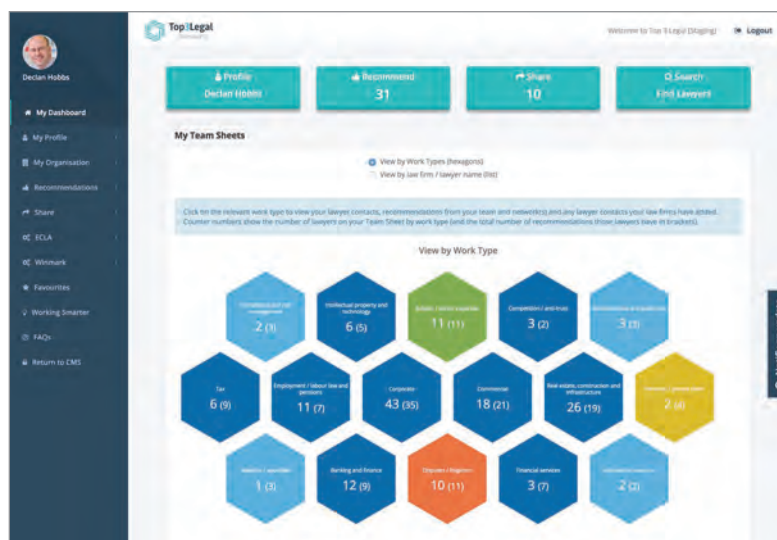 Top3Legal
Welcome to Top 3 Legal (Staging)
Logout
Declan Hobbs
My Dashboard
My Profile
My Organisation
Recommendations
Share
ECLA
Winmark
Favourites
Working Smarter
FAQs
Return to CMS
Profile
Declan Hobbs
Recommend
31
Share
10
Search
Find Lawyers
My Team Sheets
View by Work Types (hexagons)
View by law firm / lawyer name (list)
Click on the relevant work type to view your lawyer contacts, recommendations from your team and network(s) and any lawyer contacts your law firms have added.
Counter numbers show the number of lawyers on your Team Sheet by work type (and the total number of recommendations those lawyers have in brackets).
View by Work Type
2 (3)
Intellectual property and
technology
6 (5)
11 (11)
Competition / anti-trust
3 (2)
3 (3)
Tax
6 (9)
Employment / labour law and
pensions
11 (7)
Corporate
43 (35)
Commercial
18 (21)
Real estate, construction and
infrastructure
26 (19)
2 (4)
1 (3)
Banking and finance
12 (9)
Disputes / litigation
10 (11)
Financial services
3 (7)
2 (2)